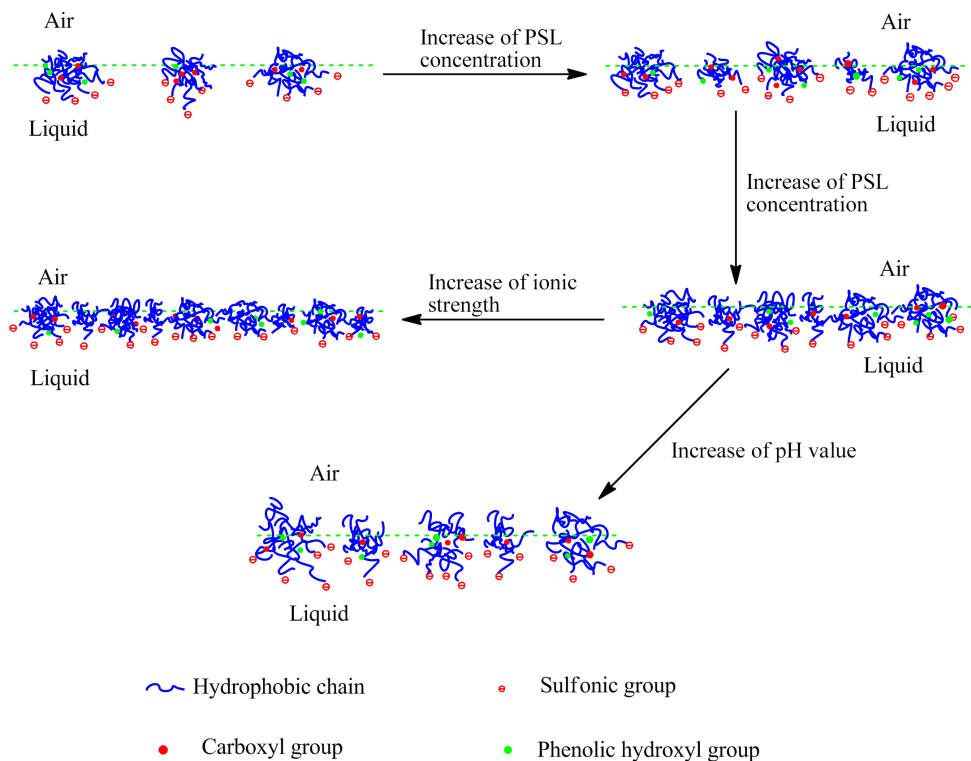 Air
Liquid
Increase of PSL
concentration
Air
Liquid
Increase of PSL
concentration
Air
Liquid
Increase of ionic
strength
Air
Liquid
Increase of pH value
Air
Liquid
Hydrophobic chain
Sulfonic group
Carboxyl group
Phenolic hydroxyl group